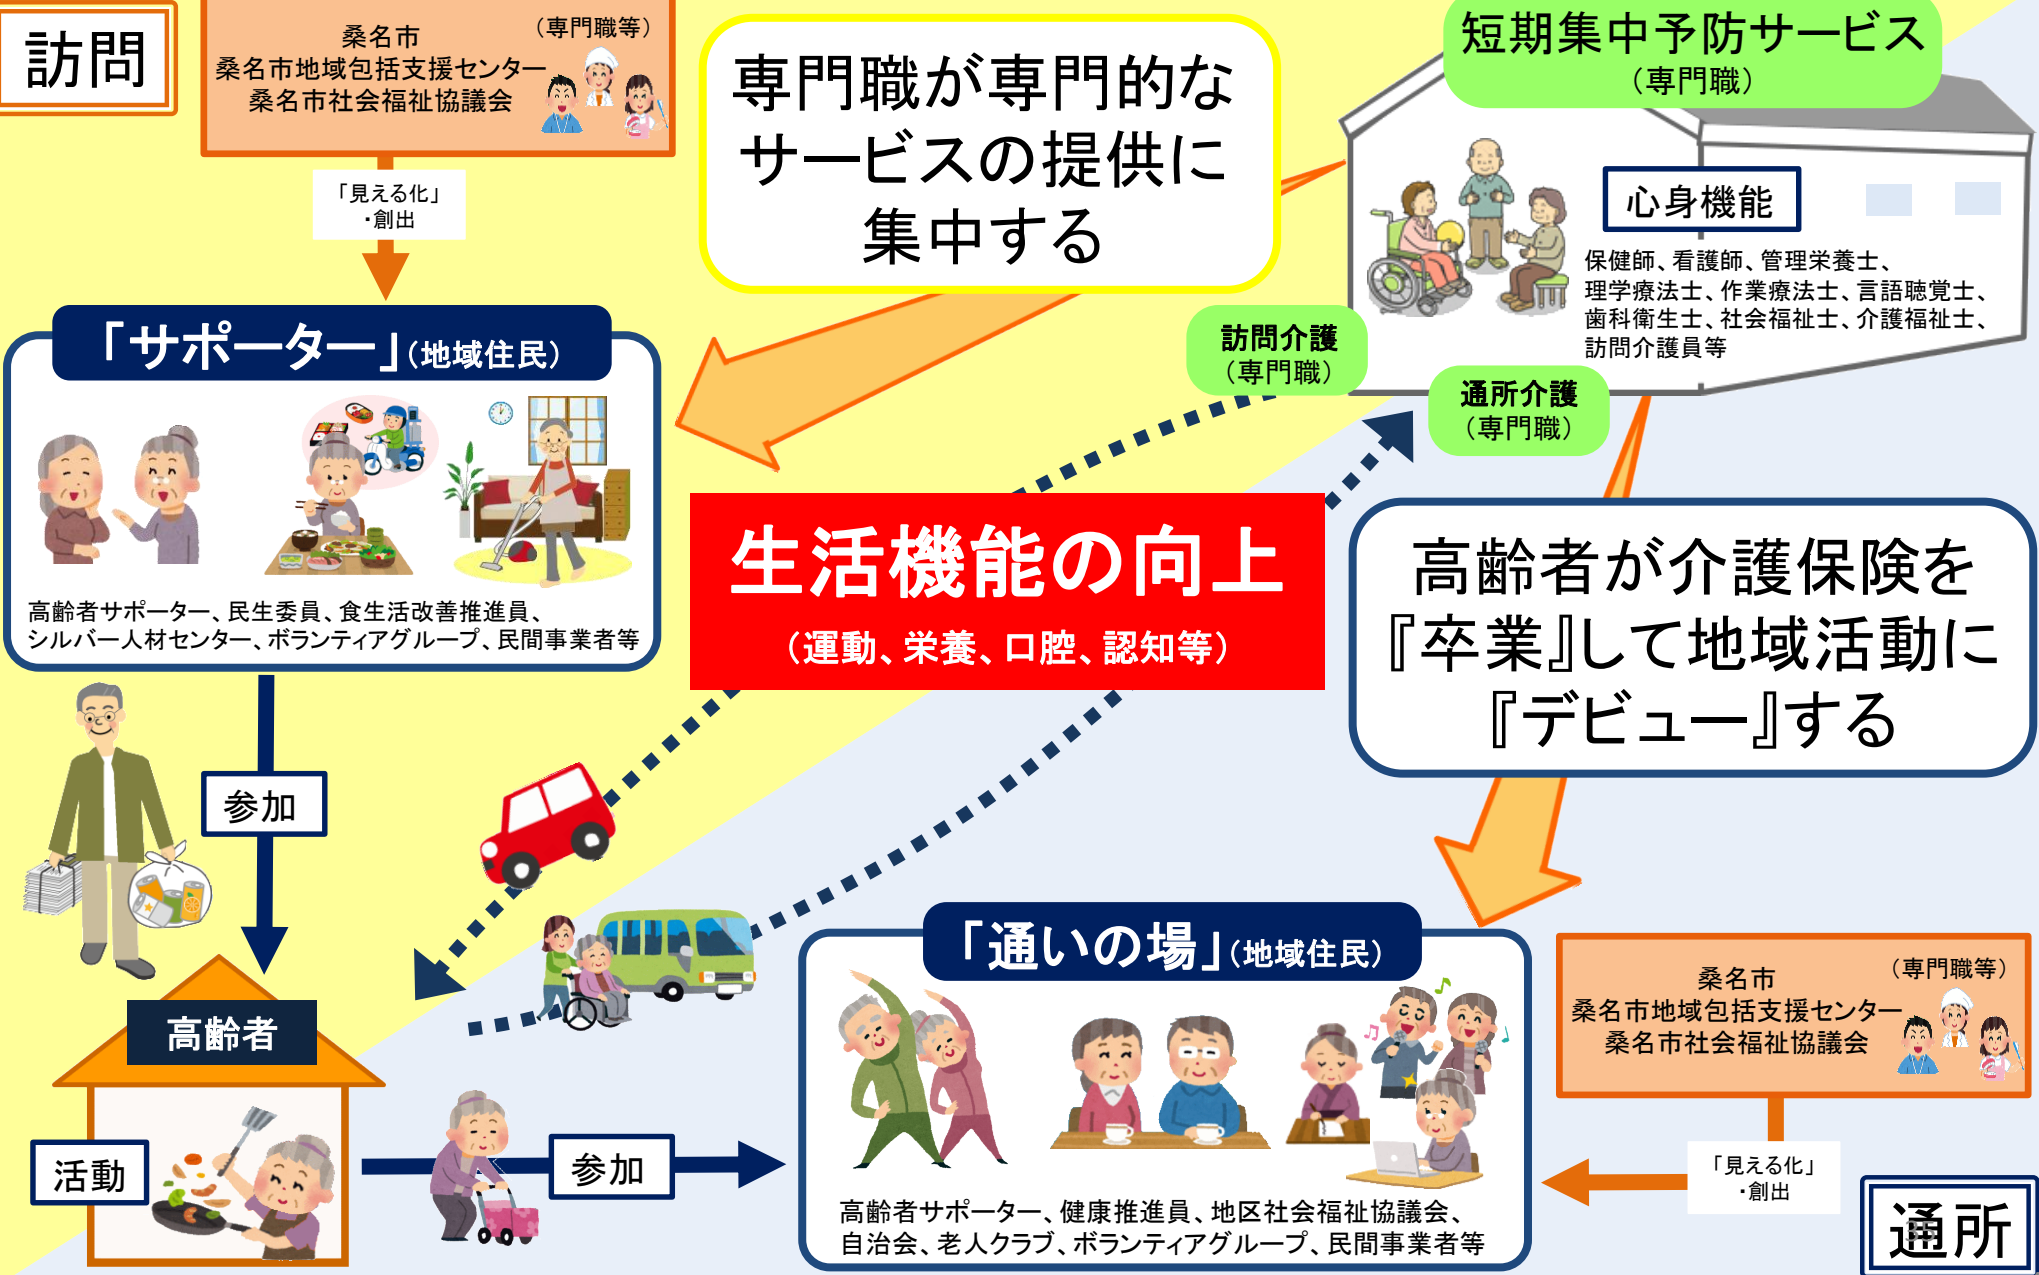 訪問
桑名市
桑名市地域包括支援センター
桑名市社会福祉協議会
（専門職等）
「見える化」
・創出
専門職が専門的な
サービスの提供に
集中する
短期集中予防サービス
（専門職）
心身機能
保健師、看護師、管理栄養士、
理学療法士、作業療法士、言語聴覚士、
歯科衛生士、社会福祉士、介護福祉士、
訪問介護員等
訪問介護
（専門職）
通所介護
（専門職）
「サポーター」（地域住民）
高齢者サポーター、民生委員、食生活改善推進員、
シルバー人材センター、ボランティアグループ、民間事業者等
生活機能の向上
（運動、栄養、口腔、認知等）
高齢者が介護保険を
『卒業』して地域活動に
『デビュー』する
参加
高齢者
活動
参加
「通いの場」（地域住民）
高齢者サポーター、健康推進員、地区社会福祉協議会、
自治会、老人クラブ、ボランティアグループ、民間事業者等
桑名市
桑名市地域包括支援センター
桑名市社会福祉協議会
（専門職等）
「見える化」
・創出
通所
35